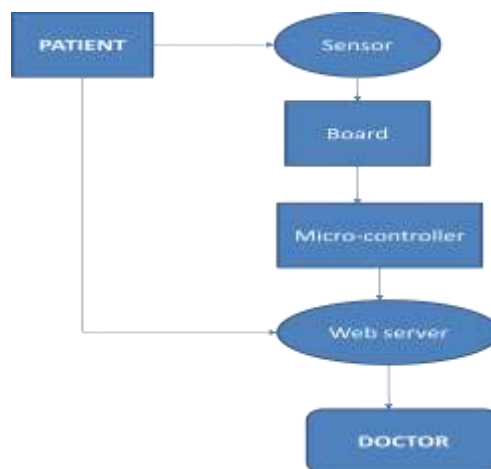 PATIENT
Sensor
Board
Micro-controller
Web server
DOCTOR